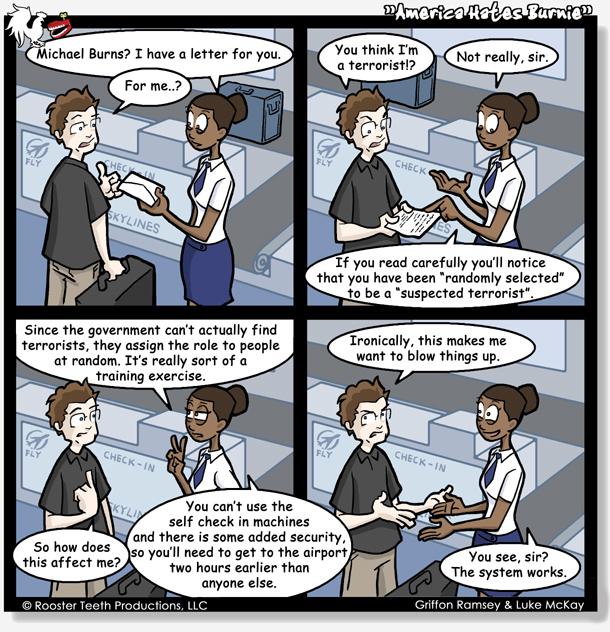 "America Hates Burnie"
Michael Burns? I have a letter for you.
For me..?
FLY
CHECK-IN
SKYLINES
You think I'm
a terrorist!?
Not really, sir.
FLY
CHECK-IN
NES
If you read carefully you'll notice
that you have been "randomly selected"
to be a "suspected terrorist".
Since the government can't actually find
terrorists, they assign the role to people
at random. It's really sort of a
training exercise.
FLY
CHECK-IN
SKYLIN
So how does
this affect me?
You can't use the
self check in machines
and there is some added security,
so you'll need to get to the airport
two hours earlier than
anyone else.
Ironically, this makes me
want to blow things up.
FLY
CHECK-IN
You see, sir?
The system works.
© Rooster Teeth Productions, LLC
Griffon Ramsey & Luke McKay